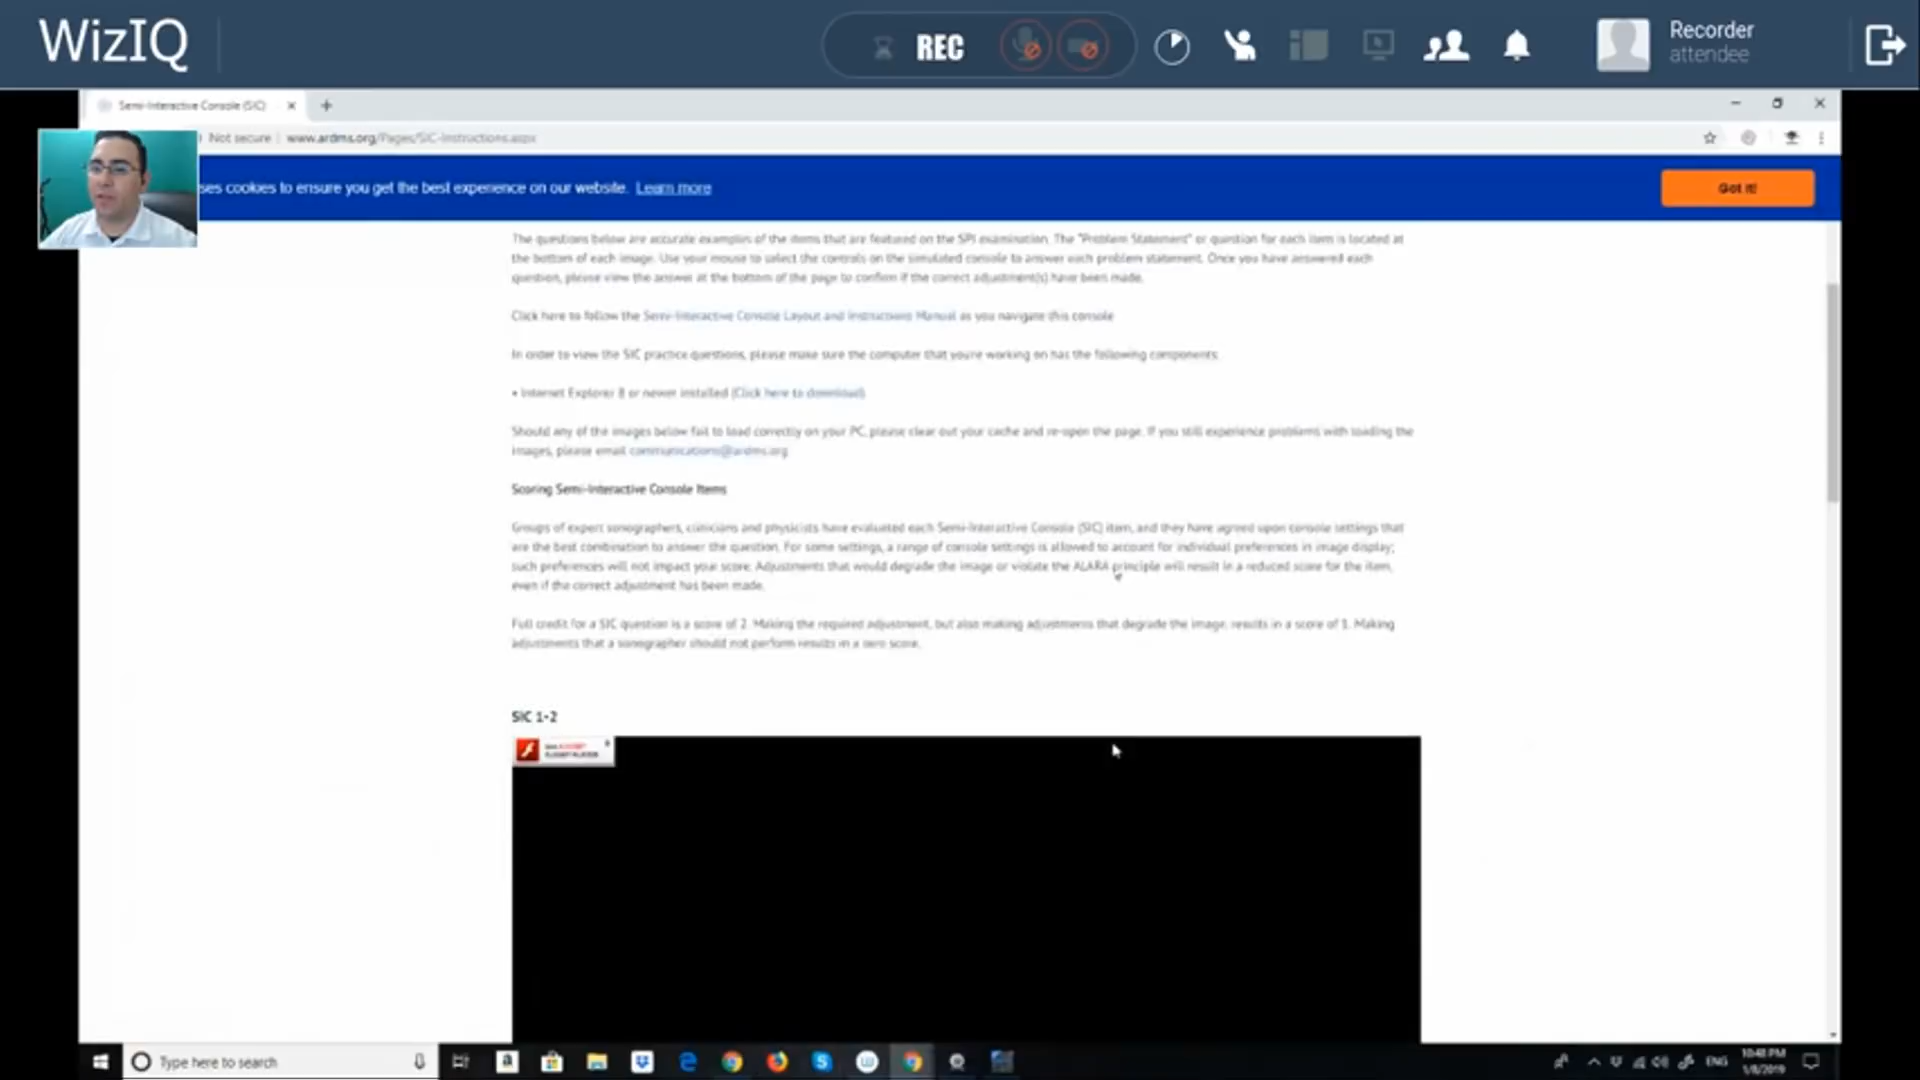 WizIQ
REC
Recorder
attendee
Semi-Interactive Console (SIC)
Not secure
www.ardms.org/Pages/SIC-Instructions.aspx
ses cookies to ensure you get the best experience on our website. Learn more
Got it!
The questions below are accurate examples of the items that are featured on the SPI examination. The "Problem Statement" or question for each item is located at
the bottom of each image. Use your mouse to select the controls on the simulated console to answer each problem statement. Once you have answered each
question, please view the answer at the bottom of the page to confirm if the correct adjustment(s) have been made.
Click here to follow the Semi-Interactive Console Layout and Instructions Manual as you navigate this console
In order to view the SIC practice questions, please make sure the computer that you're working on has the following components:
• Internet Explorer 8 or newer installed (Click here to download)
Should any of the images below fail to load correctly on your PC, please clear out your cache and re-open the page. If you still experience problems with loading the
images, please email communications@ardms.org
Scoring Semi-Interactive Console Items
Groups of expert sonographers, clinicians and physicists have evaluated each Semi-Interactive Console (SIC) item, and they have agreed upon console settings that
are the best combination to answer the question. For some settings, a range of console settings is allowed to account for individual preferences in image display;
such preferences will not impact your score. Adjustments that would degrade the image or violate the ALARA principle will result in a reduced score for the item,
even if the correct adjustment has been made.
Full credit for a SIC question is a score of 2. Making the required adjustment, but also making adjustments that degrade the image, results in a score of 1. Making
adjustments that a sonographer should not perform results in a zero score.
SIC 1-2
Type here to search
ENG
10:48 PM
1/8/2019